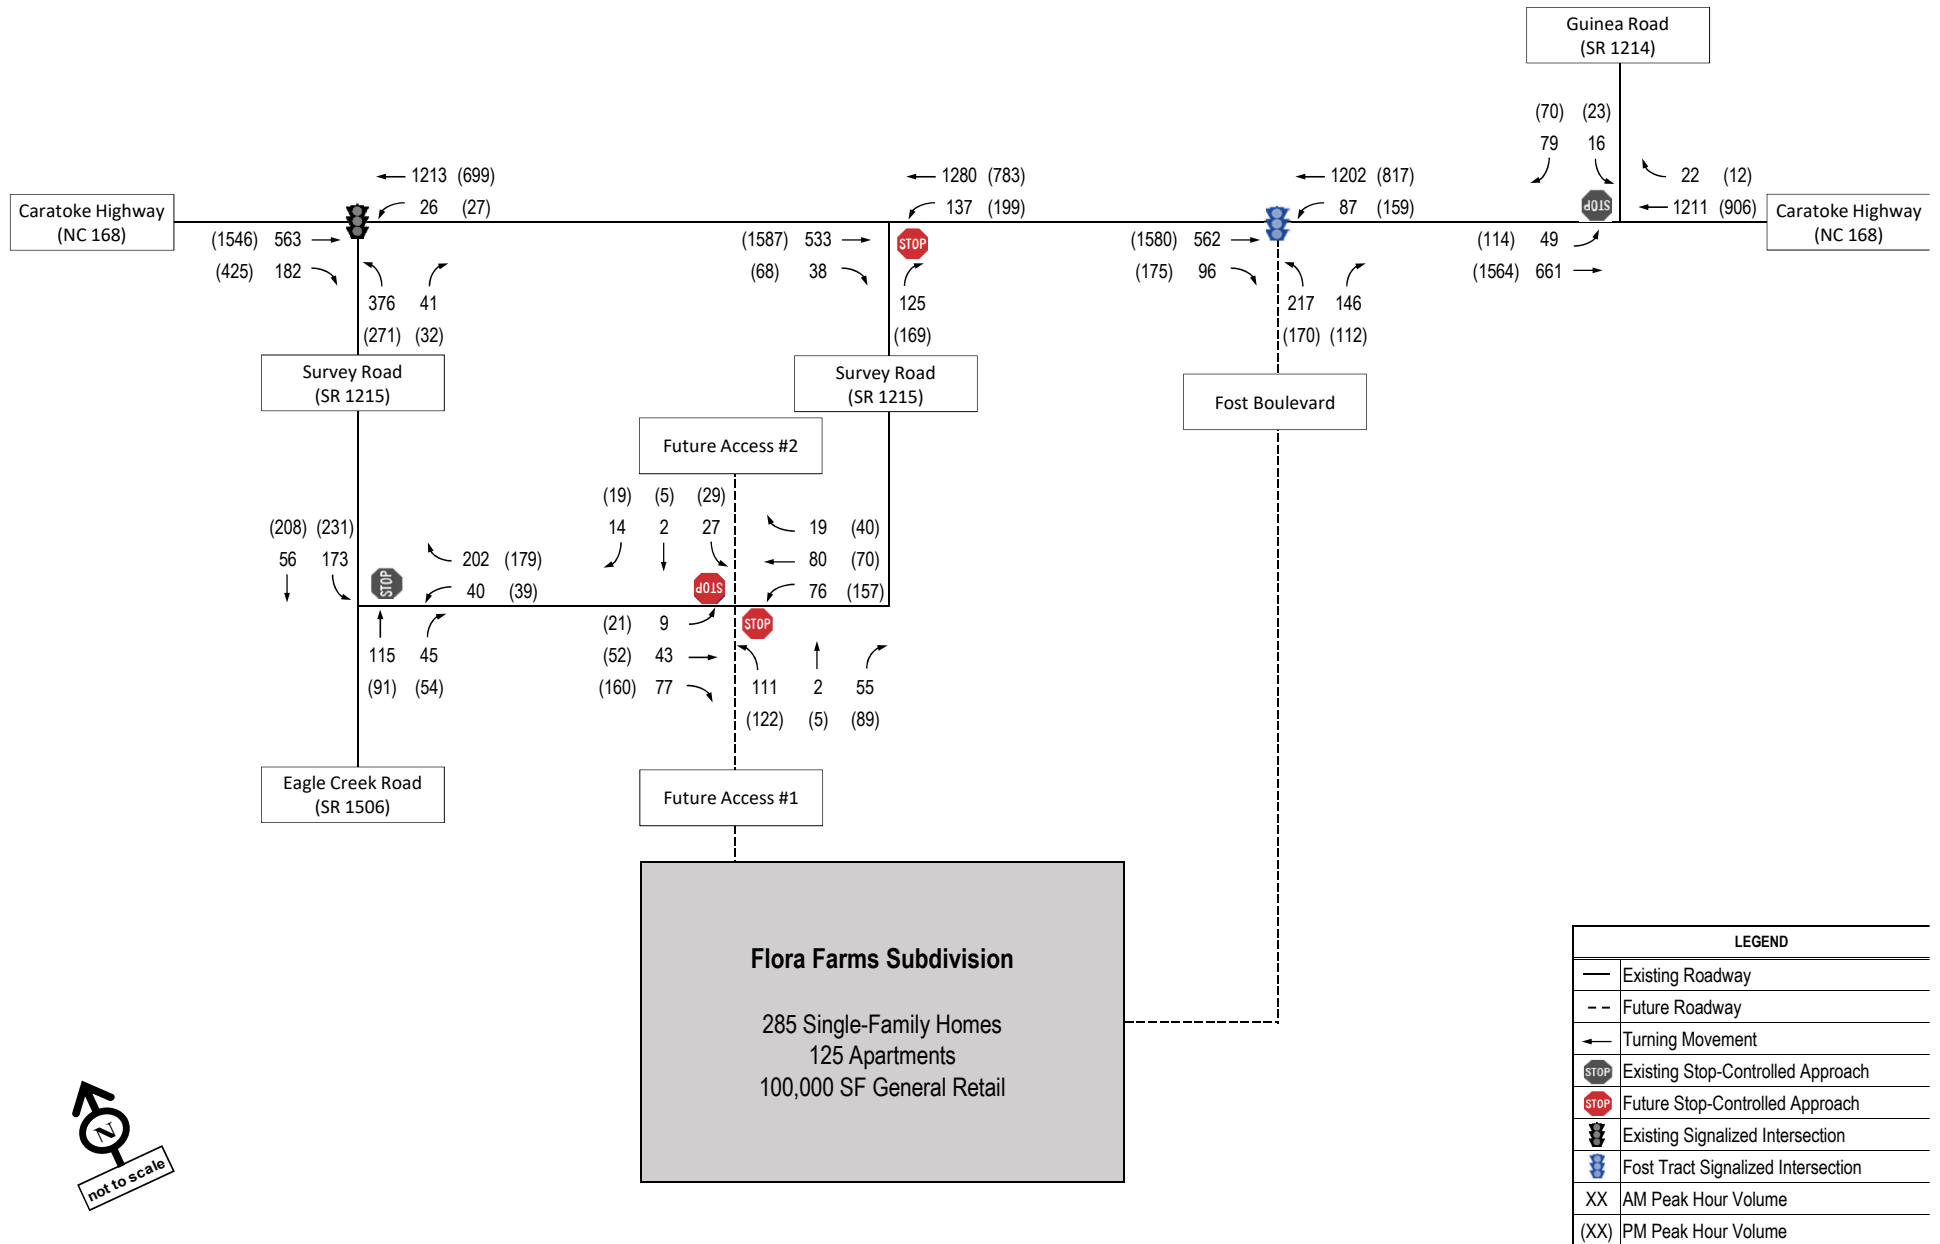 Guinea Road
(SR 1214)
(70) (23)
79 16
22 (12)
1211 (906)
STOP
Caratoke Highway
(NC 168)
1213 (699)
26 (27)
1280 (783)
137 (199)
1202 (817)
87 (159)
Caratoke Highway
(NC 168)
(1546) 563
(425) 182
(1587) 533
(68) 38
STOP
(1580) 562
(175) 96
(114) 49
(1564) 661
376 41
(271) (32)
125
(169)
217 146
(170) (112)
Survey Road
(SR 1215)
Survey Road
(SR 1215)
Fost Boulevard
Future Access #2
(19) (5) (29)
14 2 27
19 (40)
80 (70)
76 (157)
(208) (231)
56 173
202 (179)
40 (39)
STOP
STOP
STOP
(21) 9
(52) 43
(160) 77
115 45
(91) (54)
111 2 55
(122) (5) (89)
Eagle Creek Road
(SR 1506)
Future Access #1
Flora Farms Subdivision
285 Single-Family Homes
125 Apartments
100,000 SF General Retail
N
not to scale
LEGEND
Existing Roadway
Future Roadway
Turning Movement
STOP Existing Stop-Controlled Approach
STOP Future Stop-Controlled Approach
Existing Signalized Intersection
Fost Tract Signalized Intersection
XX AM Peak Hour Volume
(XX) PM Peak Hour Volume